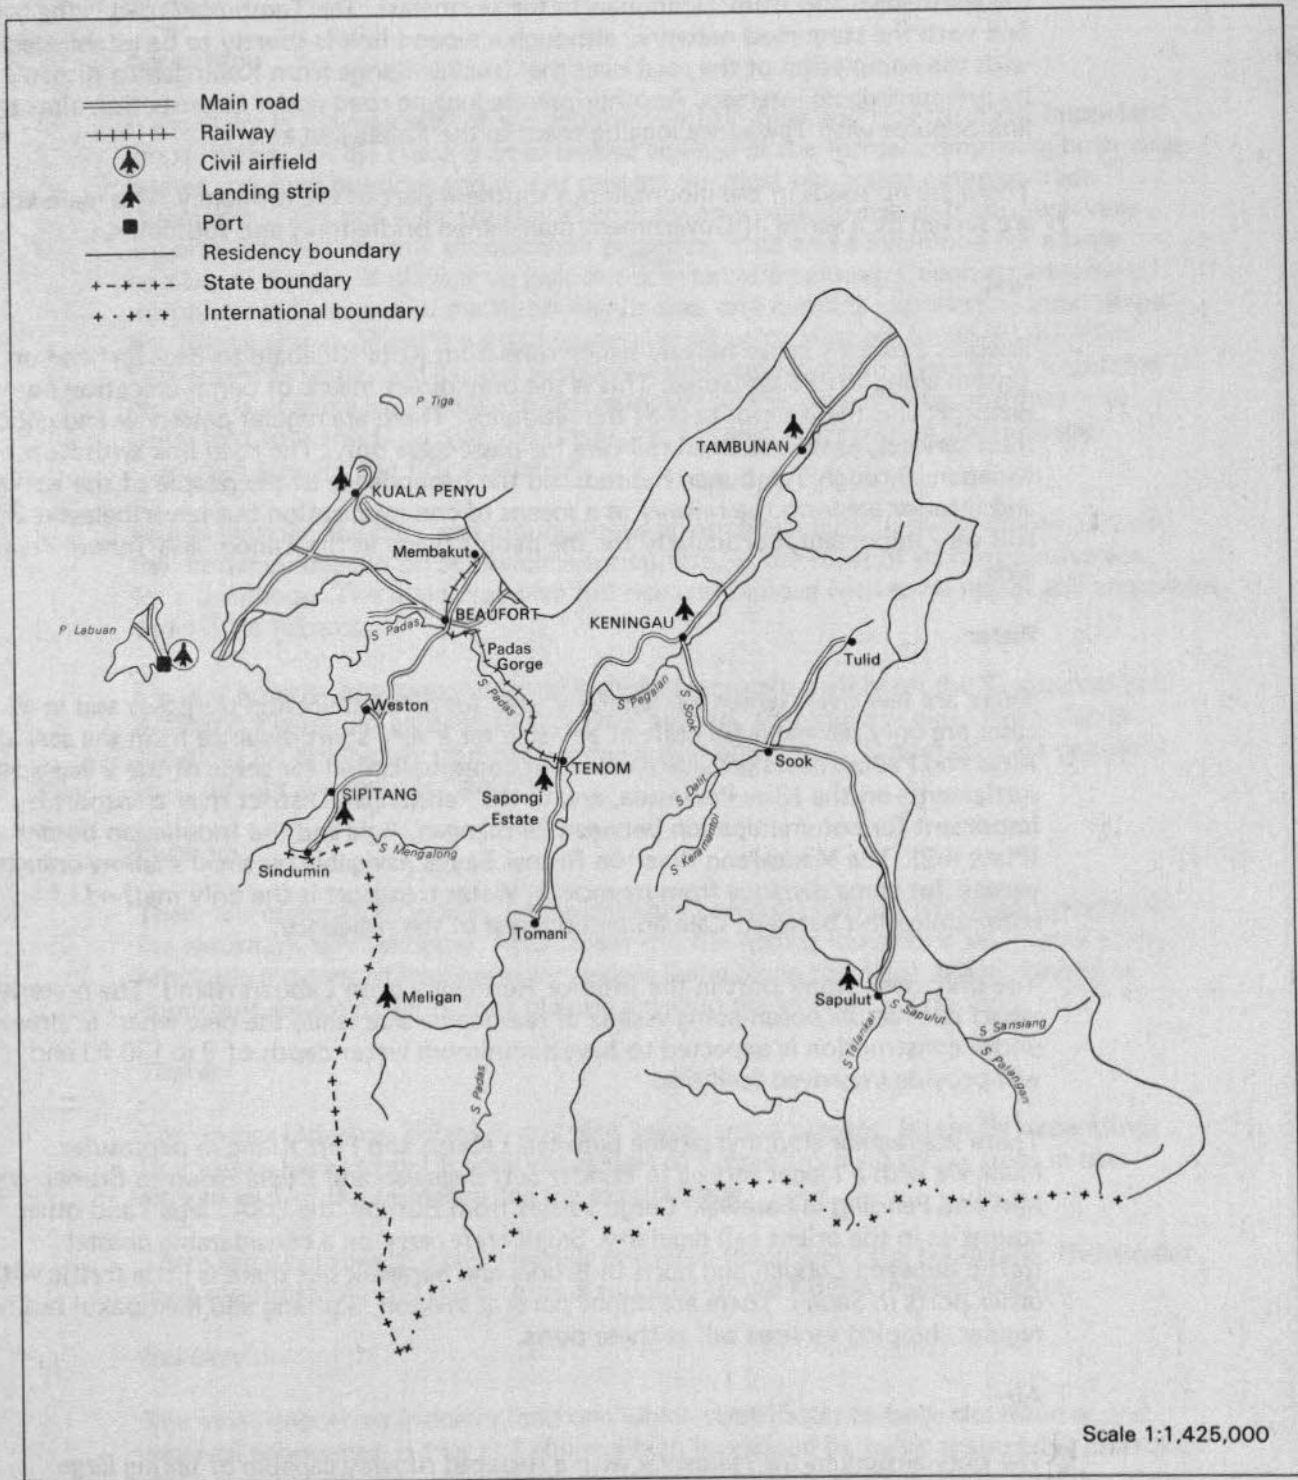 Main road
Railway
Civil airfield
Landing strip
Port
Residency boundary
State boundary
International boundary
P Tiga
TAMBUNAN
KUALA PENYU
Membakut
BEAUFORT
KENINGAU
P Labuan
S Padas
Padas
Gorge
Tulid
S Padas
S Pegalan
S Sook
Weston
TENOM
Sook
SIPITANG
Sapongi
Estate
S Dalit
S Keramantoi
S Mengalong
Sindumin
Tomani
Meligan
Sapulut
S Sapulut
S Sansiang
S Talankai
S Palangan
S Padas
Scale 1:1,425,000